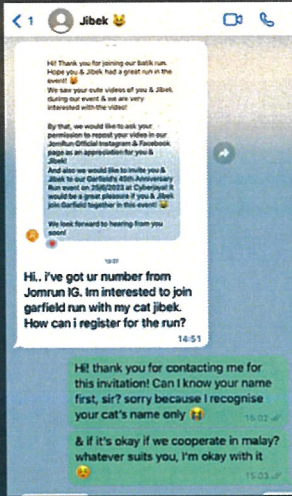 1
Jibek 😺
Hi! Thank you for joining our batik run.
Hope you & Jibek had a great run in the
event! 😺
We saw your cute videos of you & Jibek
during our event & we are very
interested with the video!
By that, we would like to ask your
permission to repost your video in our
JomRun Official Instagram & Facebook
page as an appreciation for you &
Jibek!
And also we would like to invite you &
Jibek to our Garfield's 45th Anniversary
Run event on 25/6/2023 at Cyberjaya! It
would be a great pleasure if you & Jibek
join Garfield together in this event! 😺
We look forward to hearing from you
soon!
Hi.. i've got ur number from
Jomrun IG. Im interested to join
garfield run with my cat jibek.
How can i register for the run?
14:51
Hi! thank you for contacting me for
this invitation! Can I know your name
first, sir? sorry because I recognise
your cat's name only 😭
15:02
& if it's okay if we cooperate in malay?
whatever suits you, I'm okay with it
15:03